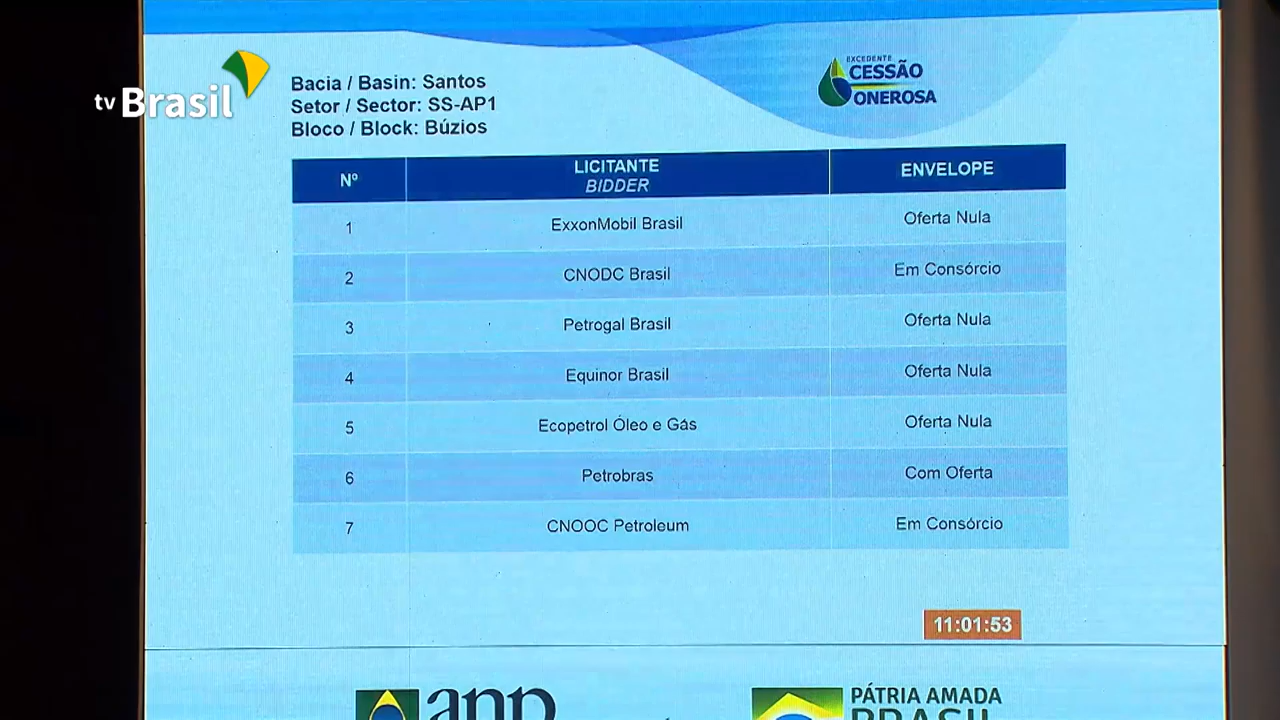 tv Brasil
Bacia / Basin: Santos
Setor / Sector: SS-AP1
Bloco / Block: Búzios
EXCEDENTE
CESSÃO
ONEROSA
Nº
LICITANTE
BIDDER
ENVELOPE
1 ExxonMobil Brasil Oferta Nula
2 CNODC Brasil Em Consórcio
3 Petrogal Brasil Oferta Nula
4 Equinor Brasil Oferta Nula
5 Ecopetrol Óleo e Gás Oferta Nula
6 Petrobras Com Oferta
7 CNOOC Petroleum Em Consórcio
11:01:53
anp
PÁTRIA AMADA
BRASIL